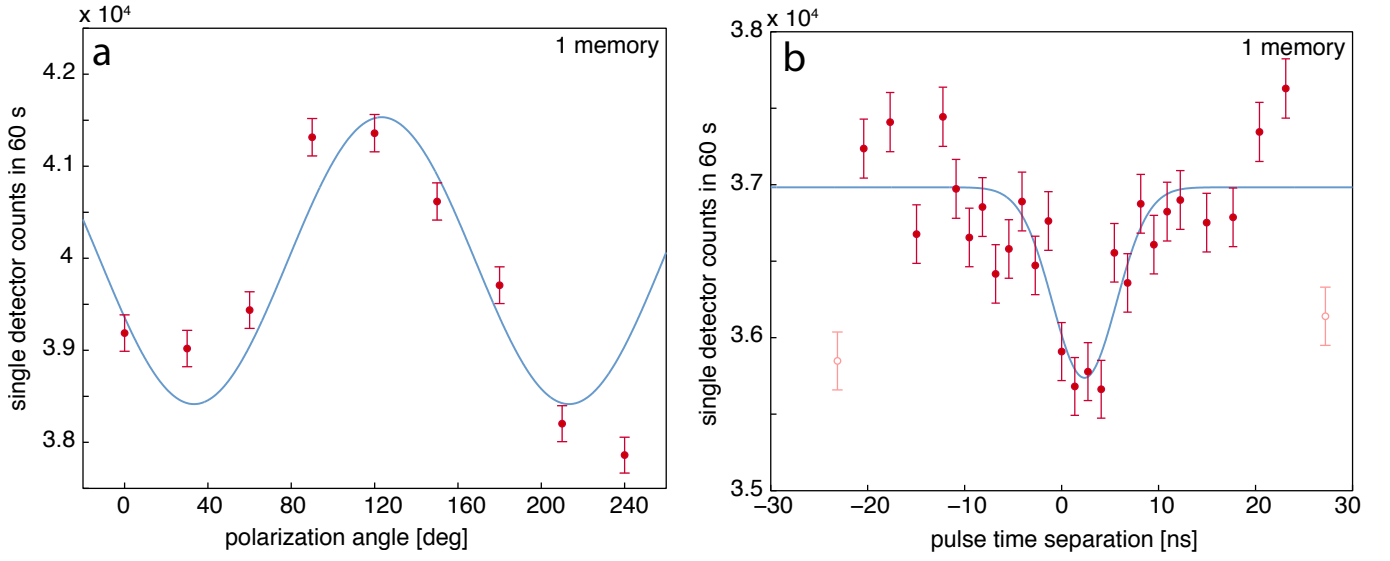 x 10⁴
a
1 memory
4.2
4.1
4
3.9
3.8
single detector counts in 60 s
0
40
80
120
160
200
240
polarization angle [deg]
x 10⁴
b
1 memory
3.8
3.7
3.6
3.5
single detector counts in 60 s
−30
−20
−10
0
10
20
30
pulse time separation [ns]